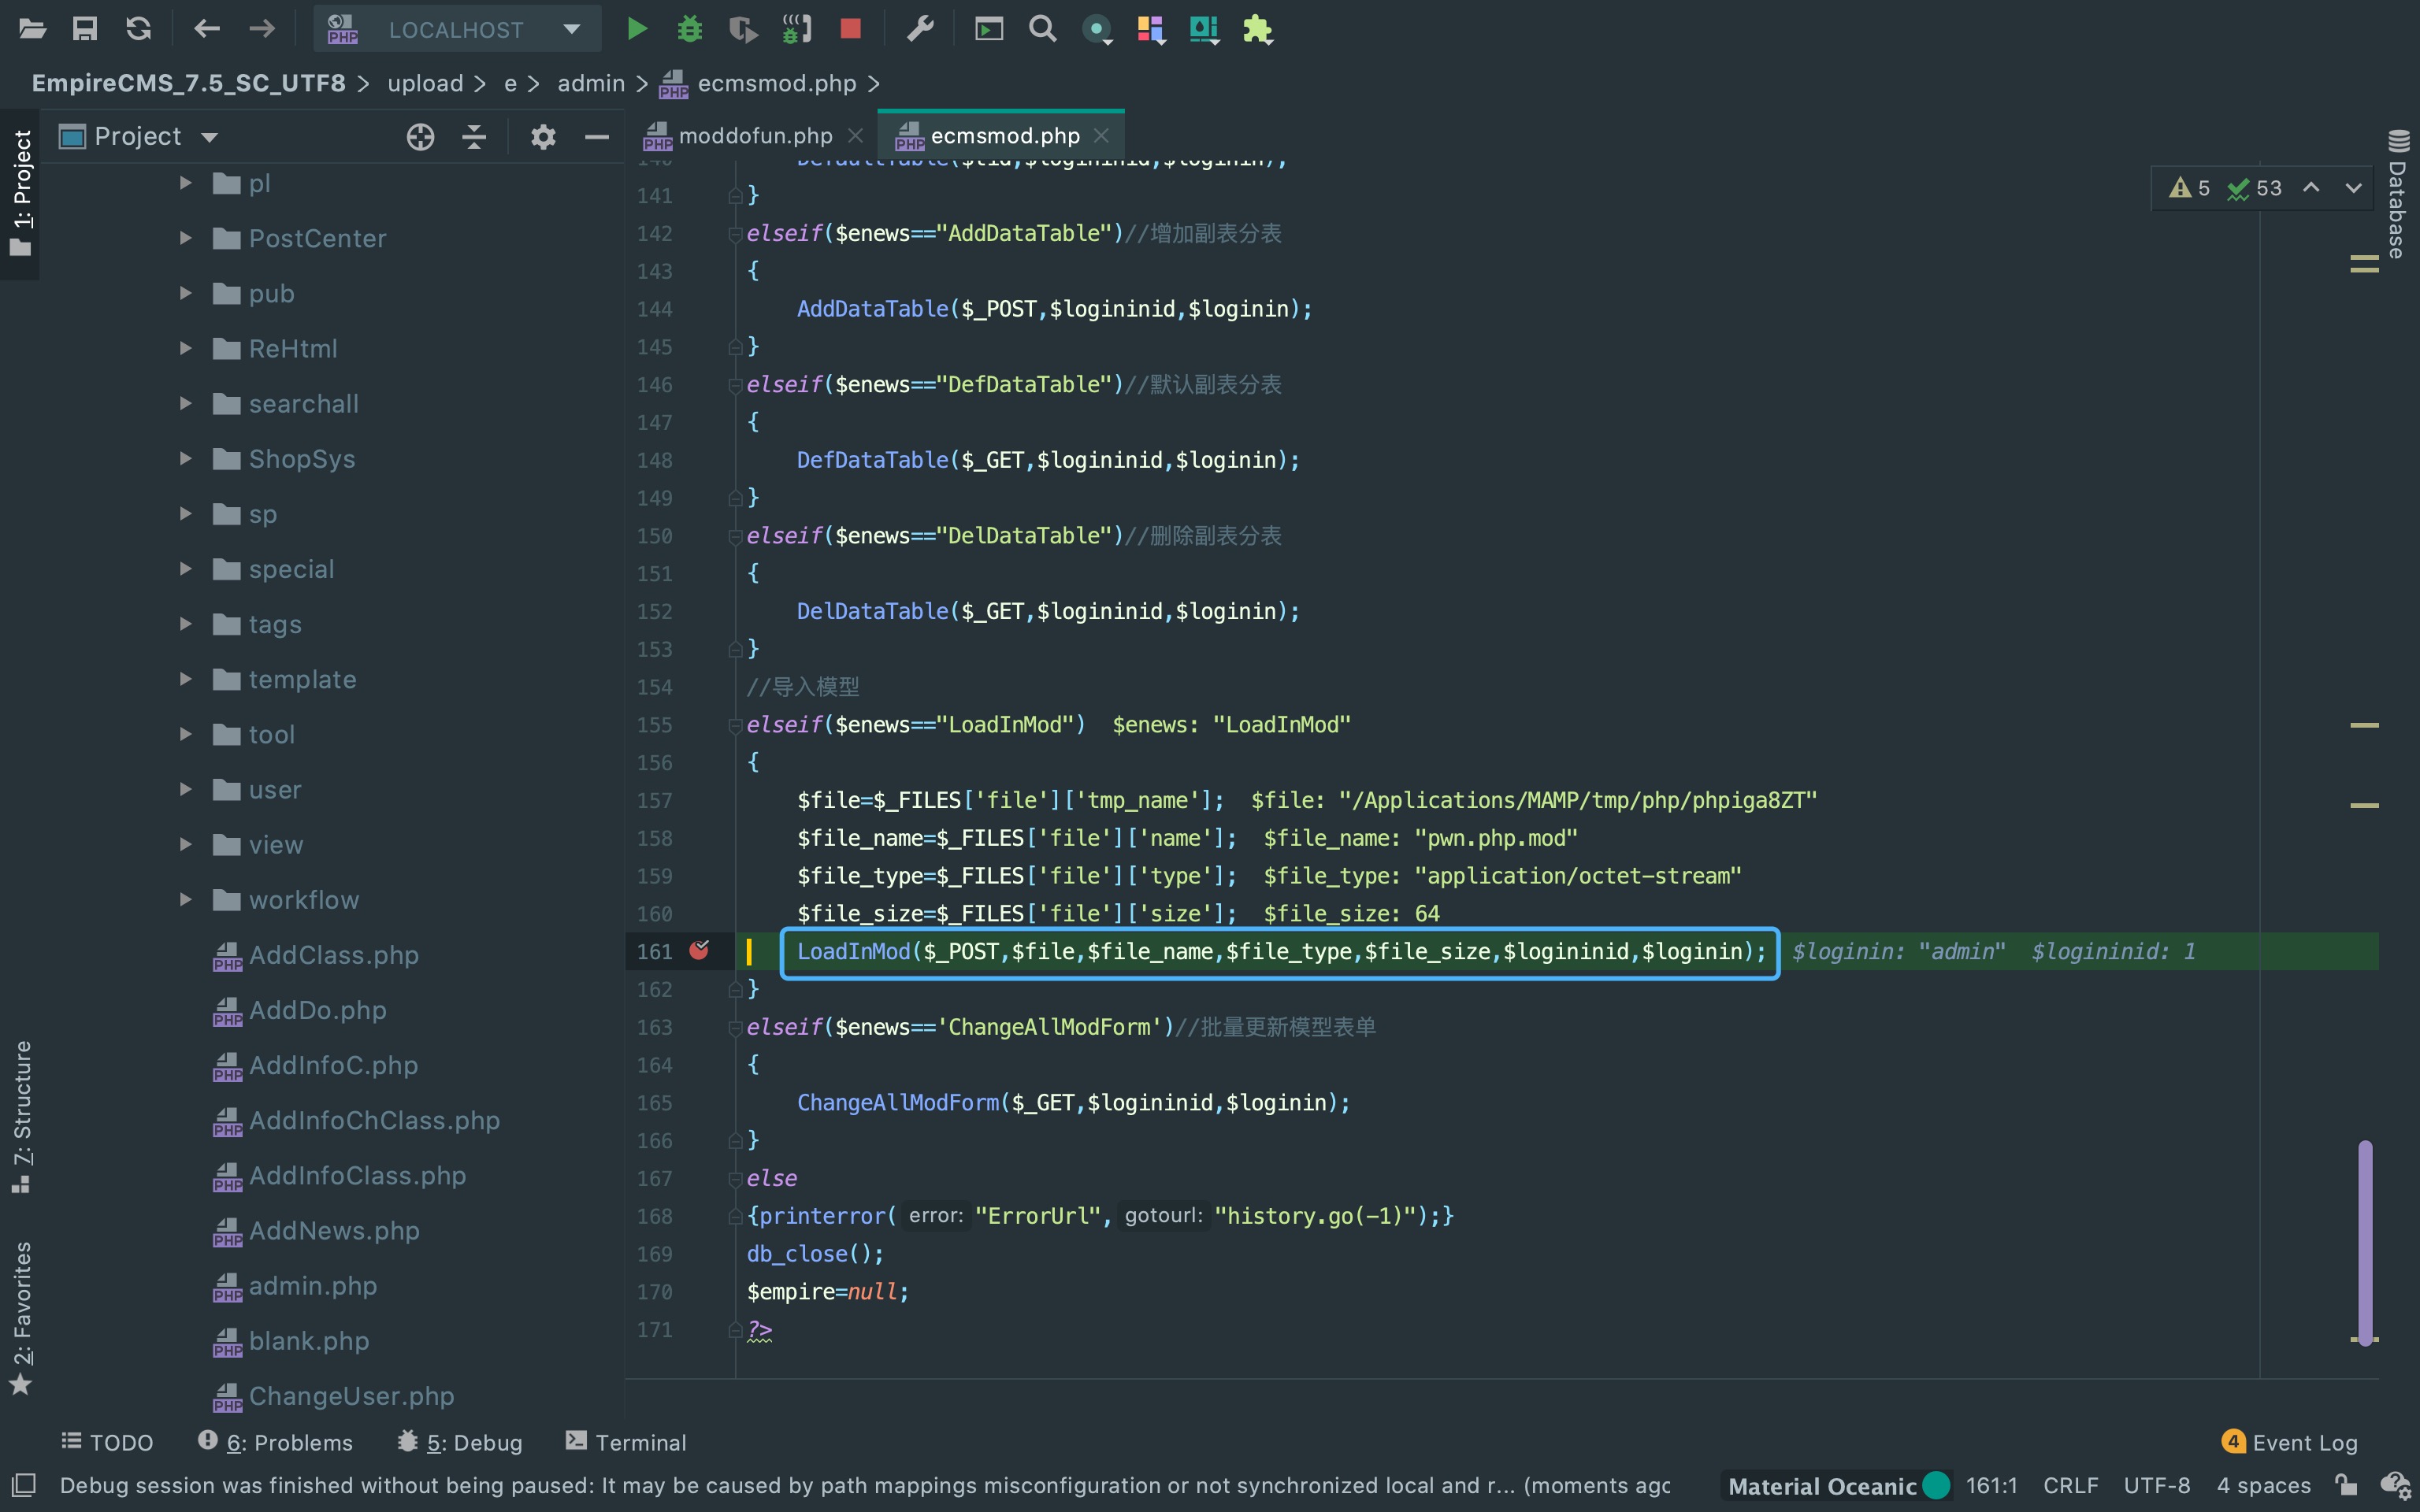 LOCALHOST
EmpireCMS_7.5_SC_UTF8 > upload > e > admin > ecmsmod.php >
1: Project
Project
moddofun.php
ecmsmod.php
5 53
Database
pl
PostCenter
pub
ReHtml
searchall
ShopSys
sp
special
tags
template
tool
user
view
workflow
AddClass.php
AddDo.php
AddInfoC.php
AddInfoChClass.php
AddInfoClass.php
AddNews.php
admin.php
blank.php
ChangeUser.php
7: Structure
2: Favorites
141 }
142 elseif($enews=="AddDataTable")//增加副表分表
143 {
144 AddDataTable($_POST,$logininid,$loginin);
145 }
146 elseif($enews=="DefDataTable")//默认副表分表
147 {
148 DefDataTable($_GET,$logininid,$loginin);
149 }
150 elseif($enews=="DelDataTable")//删除副表分表
151 {
152 DelDataTable($_GET,$logininid,$loginin);
153 }
154 //导入模型
155 elseif($enews=="LoadInMod") $enews: "LoadInMod"
156 {
157 $file=$_FILES['file']['tmp_name']; $file: "/Applications/MAMP/tmp/php/phpiga8ZT"
158 $file_name=$_FILES['file']['name']; $file_name: "pwn.php.mod"
159 $file_type=$_FILES['file']['type']; $file_type: "application/octet-stream"
160 $file_size=$_FILES['file']['size']; $file_size: 64
161 LoadInMod($_POST,$file,$file_name,$file_type,$file_size,$logininid,$loginin); $loginin: "admin" $logininid: 1
162 }
163 elseif($enews=='ChangeAllModForm')//批量更新模型表单
164 {
165 ChangeAllModForm($_GET,$logininid,$loginin);
166 }
167 else
168 {printerror( error: "ErrorUrl", gotourl: "history.go(-1)");}
169 db_close();
170 $empire=null;
171 ?>
TODO 6: Problems 5: Debug Terminal 4 Event Log
Debug session was finished without being paused: It may be caused by path mappings misconfiguration or not synchronized local and r... (moments ago Material Oceanic 161:1 CRLF UTF-8 4 spaces